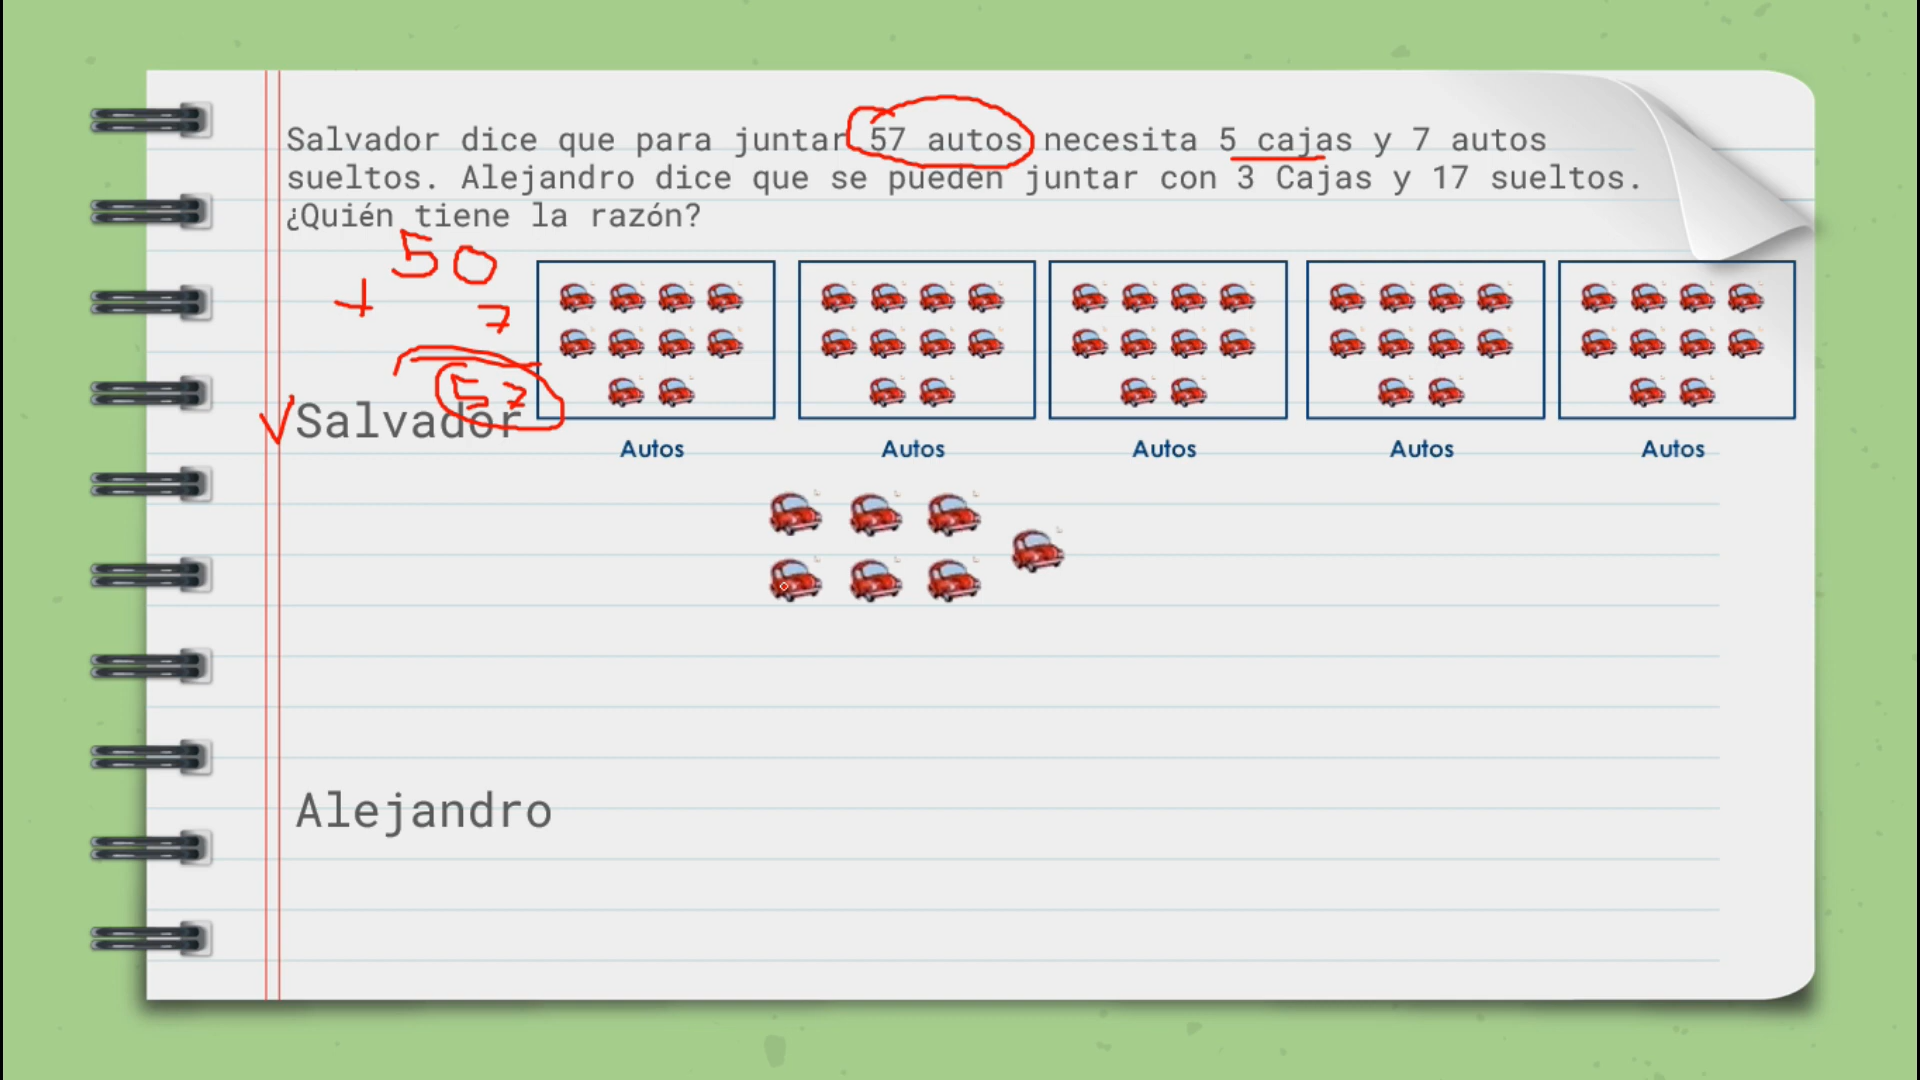 Salvador dice que para juntar 57 autos necesita 5 cajas y 7 autos
sueltos. Alejandro dice que se pueden juntar con 3 Cajas y 17 sueltos.
¿Quién tiene la razón?
50
+ 7
57
Salvador
Autos Autos Autos Autos Autos
Alejandro